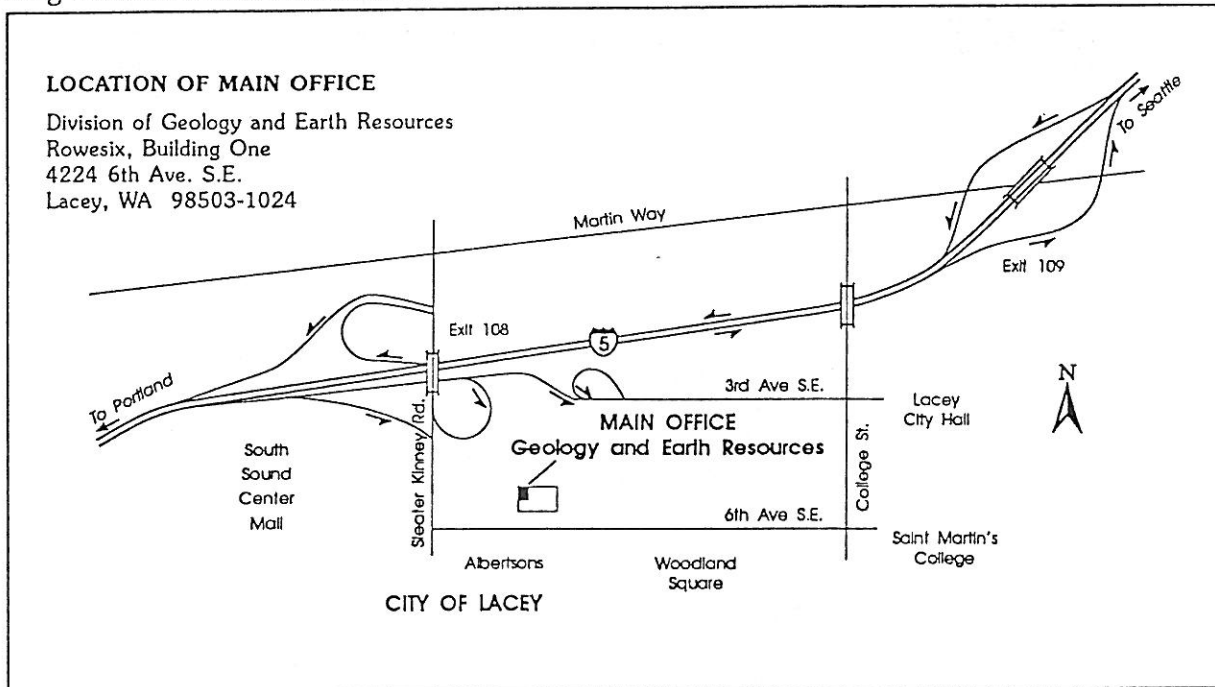 LOCATION OF MAIN OFFICE
Division of Geology and Earth Resources
Rowesix, Building One
4224 6th Ave. S.E.
Lacey, WA 98503-1024
To Seattle
Martin Way
Exit 109
Exit 108
5
To Portland
3rd Ave S.E.
Lacey
City Hall
N
MAIN OFFICE
Geology and Earth Resources
South
Sound
Center
Mall
Sleater Kinney Rd.
College St.
6th Ave S.E.
Saint Martin's
College
Albertsons
Woodland
Square
CITY OF LACEY